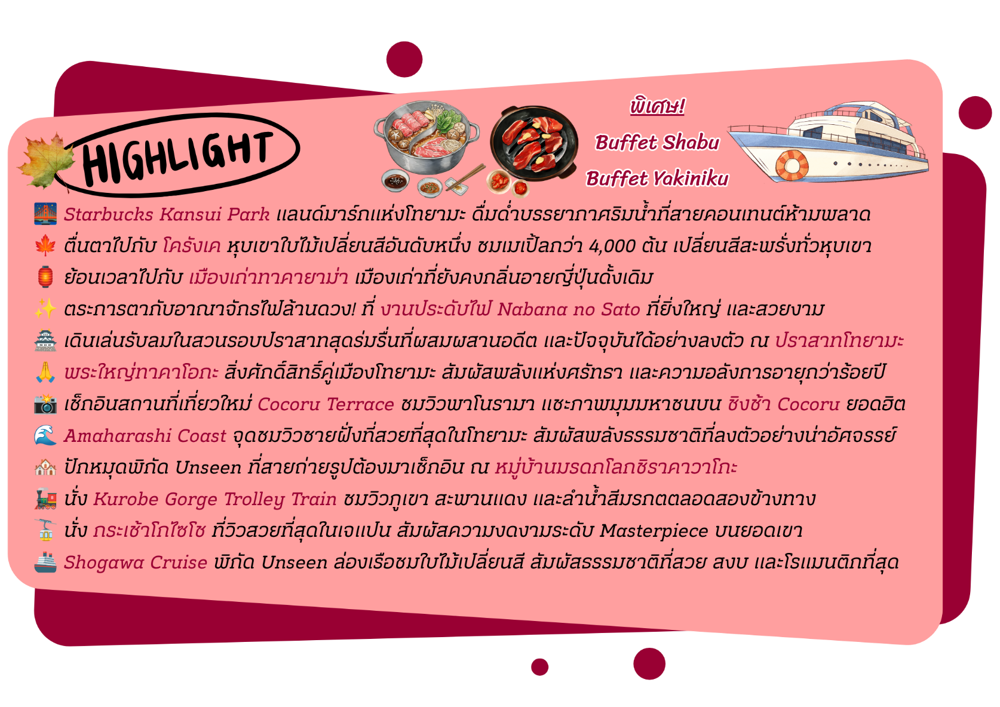 HIGHLIGHT
พิเศษ!
Buffet Shabu
Buffet Yakiniku
Starbucks Kansui Park แลนด์มาร์กแห่งโทยามะ ดื่มด่ำบรรยากาศริมน้ำที่สายคอนเทนต์ห้ามพลาด
ตื่นตาไปกับ โครังเค หุบเขาใบไม้เปลี่ยนสีอันดับหนึ่ง ชมเมเปิ้ลกว่า 4,000 ต้น เปลี่ยนสีสะพรั่งทั่วหุบเขา
ย้อนเวลาไปกับ เมืองเก่าทาคายาม่า เมืองเก่าที่ยังคงกลิ่นอายญี่ปุ่นดั้งเดิม
ตระการตากับอาณาจักรไฟล้านดวง! ที่ งานประดับไฟ Nabana no Sato ที่ยิ่งใหญ่ และสวยงาม
เดินเล่นรับลมในสวนรอบปราสาทสุดร่มรื่นที่ผสมผสานอดีต และปัจจุบันได้อย่างลงตัว ณ ปราสาทโทยามะ
พระใหญ่ทาคาโอกะ สิ่งศักดิ์สิทธิ์คู่เมืองโทยามะ สัมผัสพลังแห่งศรัทธา และความอลังการอายุกว่าร้อยปี
เช็กอินสถานที่เที่ยวใหม่ Cocoru Terrace ชมวิวพาโนรามา แชะภาพมุมมหาชนบน ชิงช้า Cocoru ยอดฮิต
Amaharashi Coast จุดชมวิวชายฝั่งที่สวยที่สุดในโทยามะ สัมผัสพลังธรรมชาติที่ลงตัวอย่างน่าอัศจรรย์
ปักหมุดพิกัด Unseen ที่สายถ่ายรูปต้องมาเช็กอิน ณ หมู่บ้านมรดกโลกชิราคาวาโกะ
นั่ง Kurobe Gorge Trolley Train ชมวิวภูเขา สะพานแดง และลำน้ำสีมรกตตลอดสองข้างทาง
นั่ง กระเช้าโกไซโช ที่วิวสวยที่สุดในเจแปน สัมผัสความงดงามระดับ Masterpiece บนยอดเขา
Shogawa Cruise พิกัด Unseen ล่องเรือชมใบไม้เปลี่ยนสี สัมผัสธรรมชาติที่สวย สงบ และโรแมนติกที่สุด